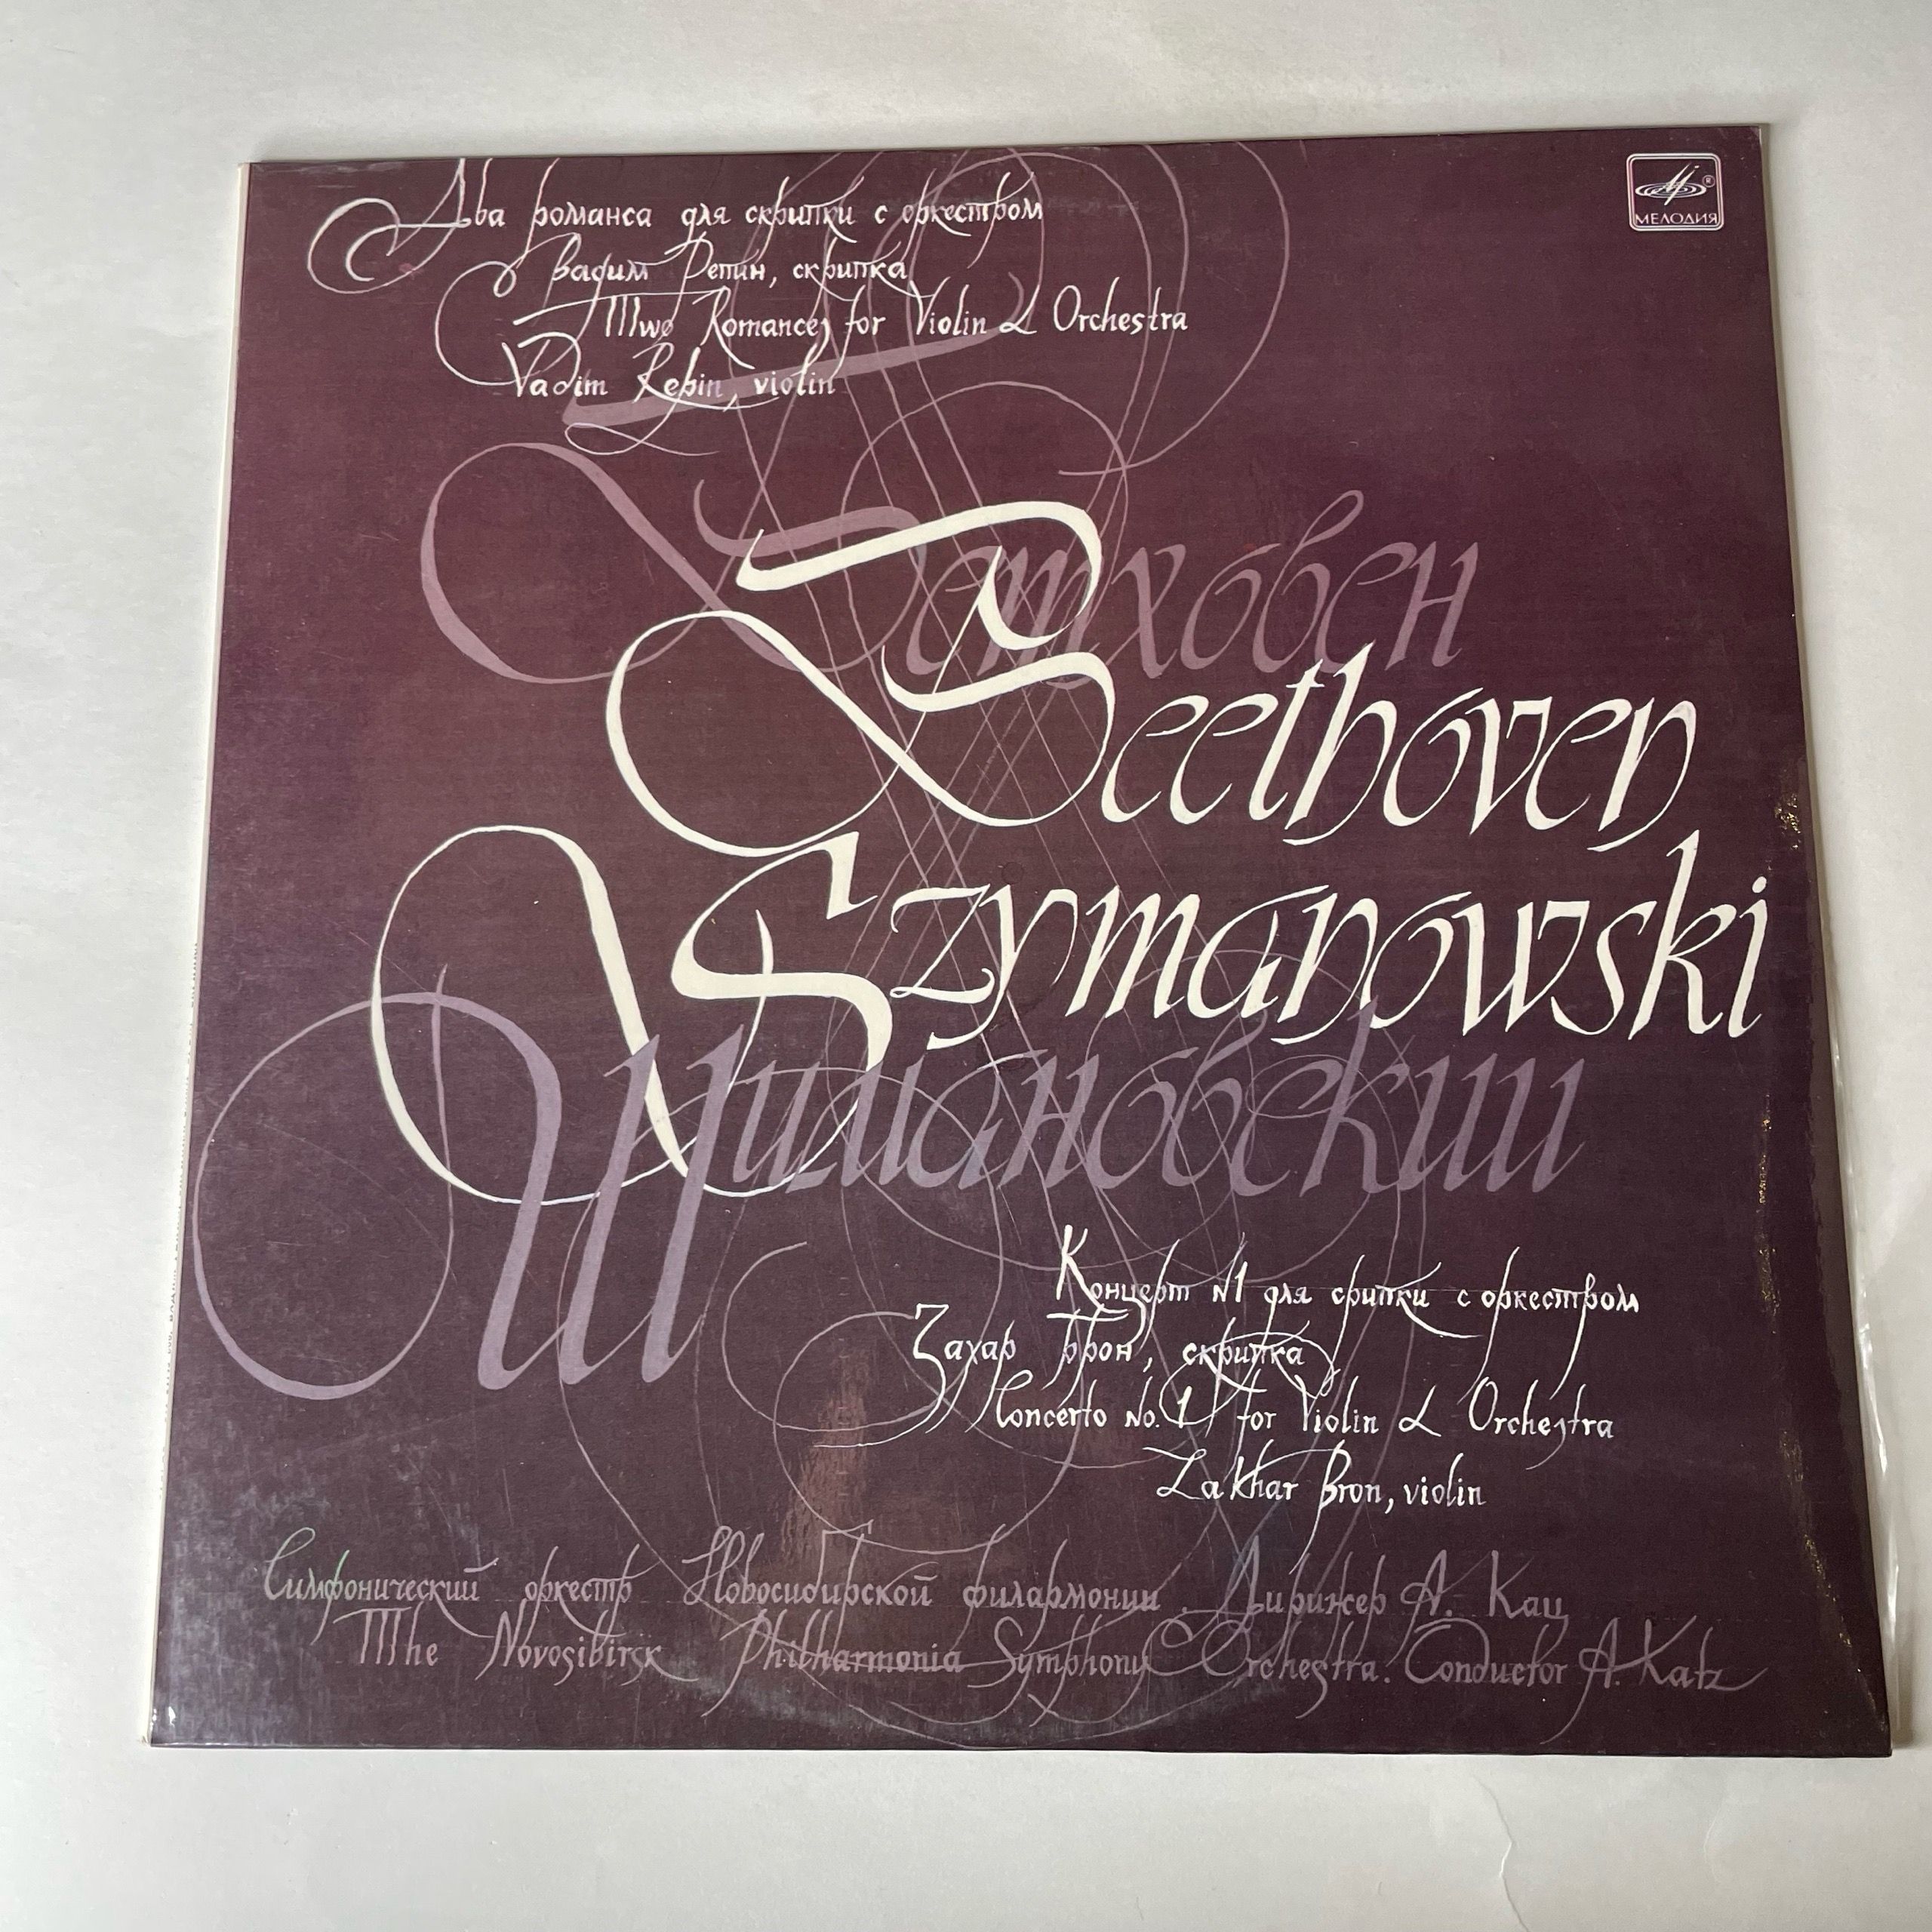 МЕЛОДИЯ
Два романса для скрипки с оркестром
Вадим Репин, скрипка
Two Romances for Violin & Orchestra
Vadim Repin, violin
Бетховен
Beethoven
Szymanowski
Шимановский
Концерт №1 для срипки с оркестром
Захар Брон, скрипка
Concerto No. 1 for Violin & Orchestra
Zakhar Bron, violin
Симфонический оркестр Новосибирской филармонии. Дирижер А. Кац
The Novosibirsk Philharmonia Symphony Orchestra. Conductor A. Katz